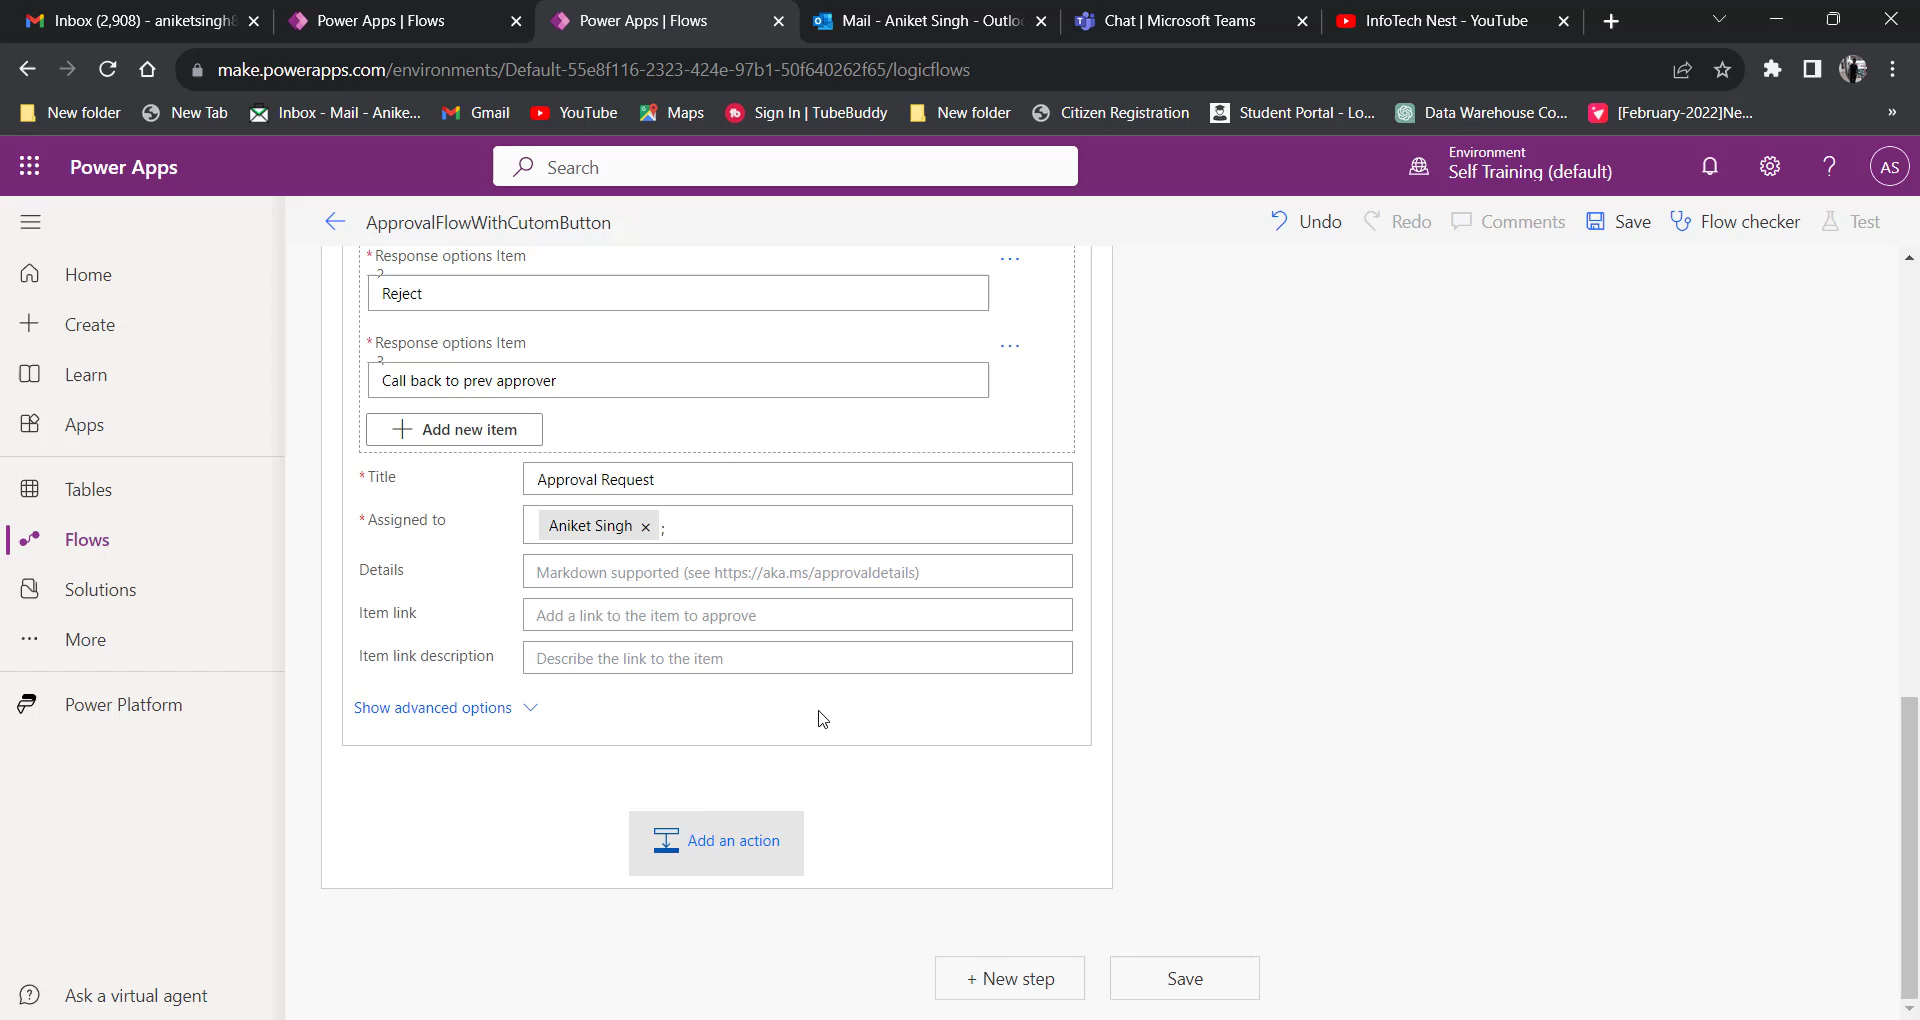 Inbox (2,908) - aniketsingh
Power Apps | Flows
Power Apps | Flows
Mail - Aniket Singh - Outlo
Chat | Microsoft Teams
InfoTech Nest - YouTube
make.powerapps.com/environments/Default-55e8f116-2323-424e-97b1-50f640262f65/logicflows
New folder
New Tab
Inbox - Mail - Anike...
Gmail
YouTube
Maps
Sign In | TubeBuddy
New folder
Citizen Registration
Student Portal - Lo...
Data Warehouse Co...
[February-2022]Ne...
Power Apps
Search
Environment
Self Training (default)
AS
ApprovalFlowWithCutomButton
Undo
Redo
Comments
Save
Flow checker
Test
Home
Create
Learn
Apps
Tables
Flows
Solutions
More
Power Platform
Ask a virtual agent
* Response options Item
2
Reject
* Response options Item
3
Call back to prev approver
Add new item
* Title
Approval Request
* Assigned to
Aniket Singh × ;
Details
Markdown supported (see https://aka.ms/approvaldetails)
Item link
Add a link to the item to approve
Item link description
Describe the link to the item
Show advanced options
Add an action
+ New step
Save